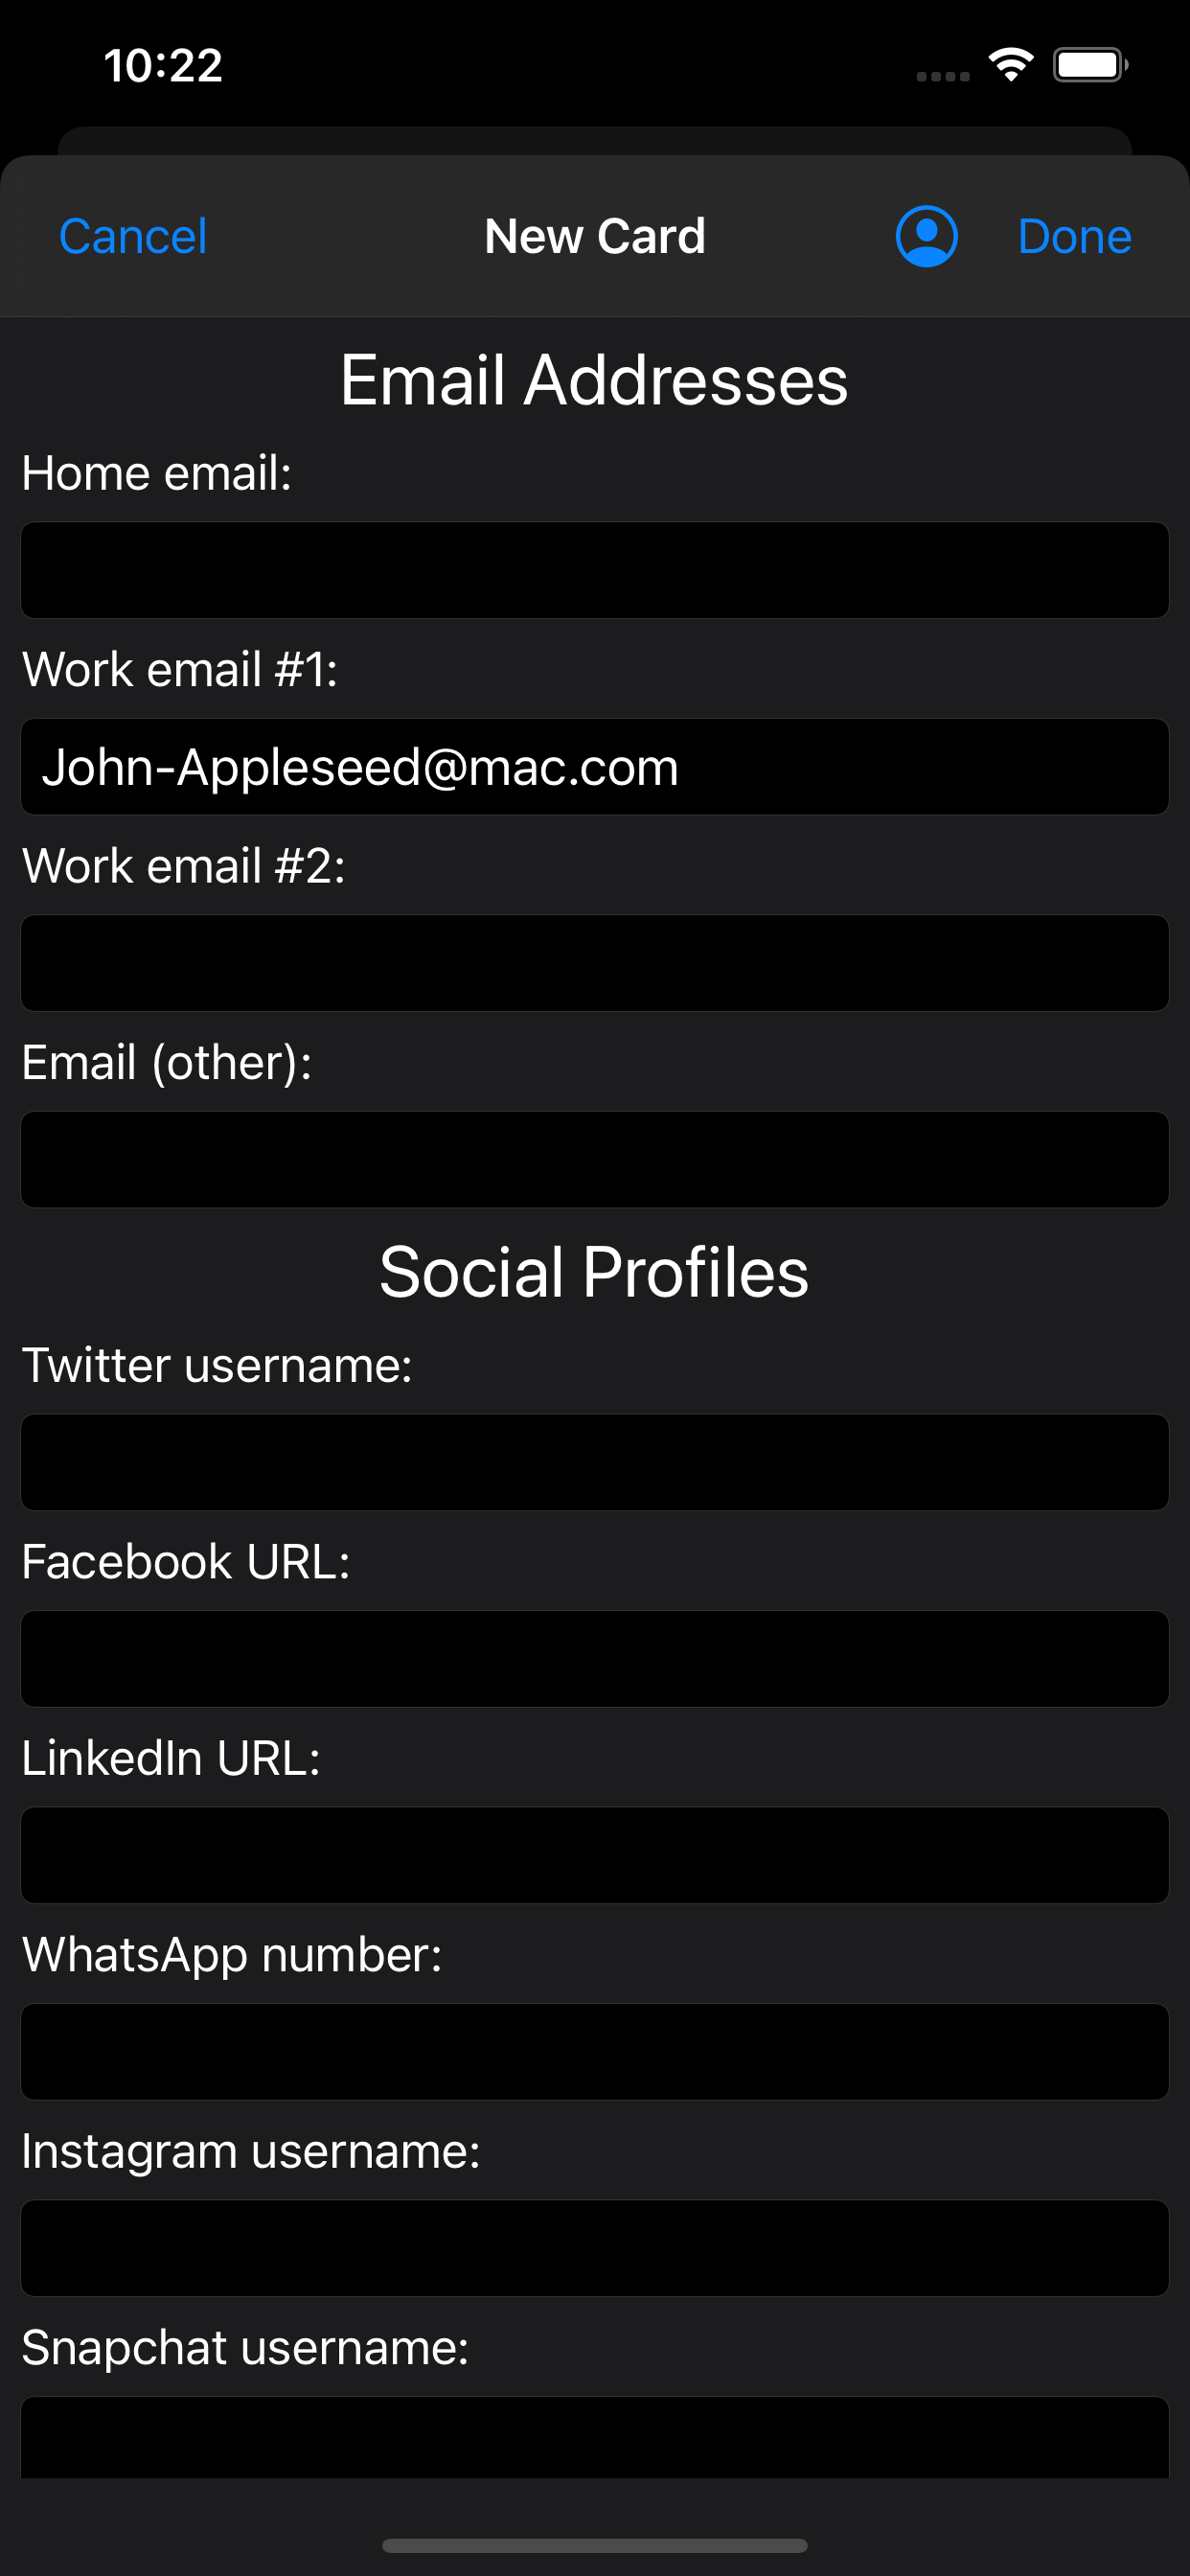 10:22
Cancel New Card Done
Email Addresses
Home email:
Work email #1:
John-Appleseed@mac.com
Work email #2:
Email (other):
Social Profiles
Twitter username:
Facebook URL:
LinkedIn URL:
WhatsApp number:
Instagram username:
Snapchat username: